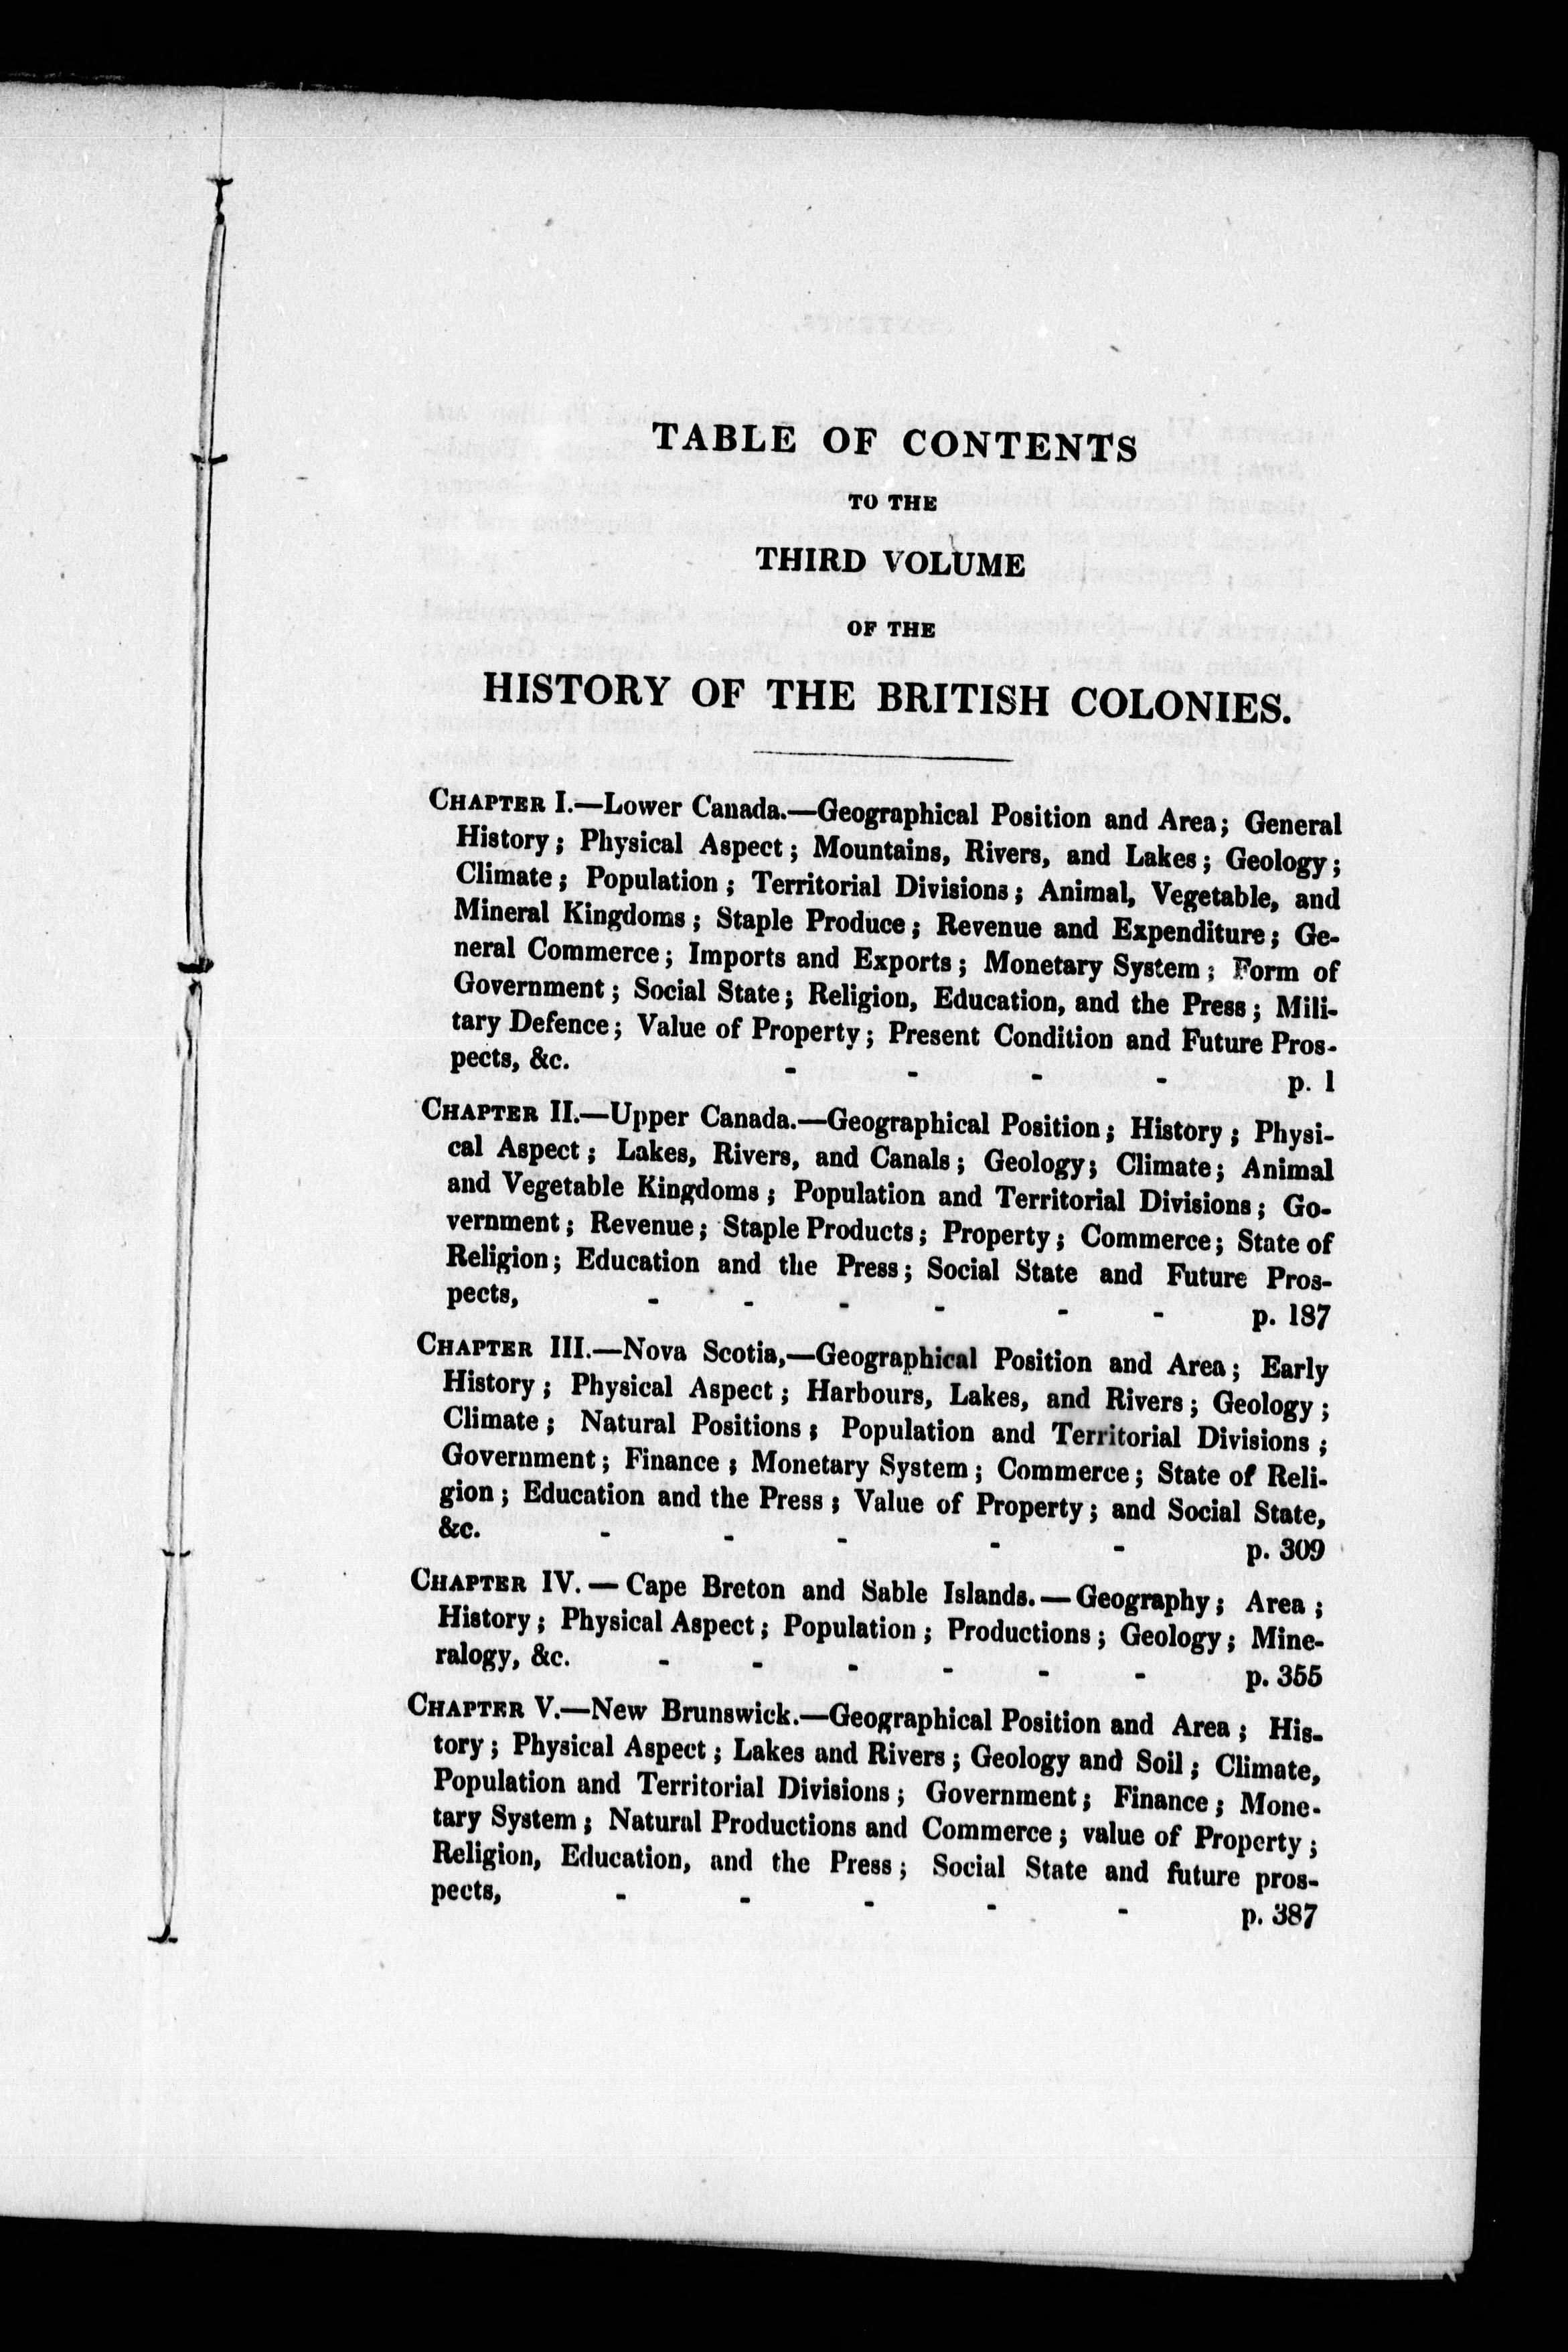 TABLE OF CONTENTS
TO THE
THIRD VOLUME
OF THE
HISTORY OF THE BRITISH COLONIES.
CHAPTER I.—Lower Canada.—Geographical Position and Area; General
History; Physical Aspect; Mountains, Rivers, and Lakes; Geology;
Climate; Population; Territorial Divisions; Animal, Vegetable, and
Mineral Kingdoms; Staple Produce; Revenue and Expenditure; Ge-
neral Commerce; Imports and Exports; Monetary System; Form of
Government; Social State; Religion, Education, and the Press; Mili-
tary Defence; Value of Property; Present Condition and Future Pros-
pects, &c. - - - - p. 1
CHAPTER II.—Upper Canada.—Geographical Position; History; Physi-
cal Aspect; Lakes, Rivers, and Canals; Geology; Climate; Animal
and Vegetable Kingdoms; Population and Territorial Divisions; Go-
vernment; Revenue; Staple Products; Property; Commerce; State of
Religion; Education and the Press; Social State and Future Pros-
pects, - - - - - - p. 187
CHAPTER III.—Nova Scotia,—Geographical Position and Area; Early
History; Physical Aspect; Harbours, Lakes, and Rivers; Geology;
Climate; Natural Positions; Population and Territorial Divisions;
Government; Finance; Monetary System; Commerce; State of Reli-
gion; Education and the Press; Value of Property; and Social State,
&c. - - - - - p. 309
CHAPTER IV.—Cape Breton and Sable Islands.—Geography; Area;
History; Physical Aspect; Population; Productions; Geology; Mine-
ralogy, &c. - - - - - - p. 355
CHAPTER V.—New Brunswick.—Geographical Position and Area; His-
tory; Physical Aspect; Lakes and Rivers; Geology and Soil; Climate,
Population and Territorial Divisions; Government; Finance; Mone-
tary System; Natural Productions and Commerce; value of Property;
Religion, Education, and the Press; Social State and future pros-
pects, - - - - - p. 387